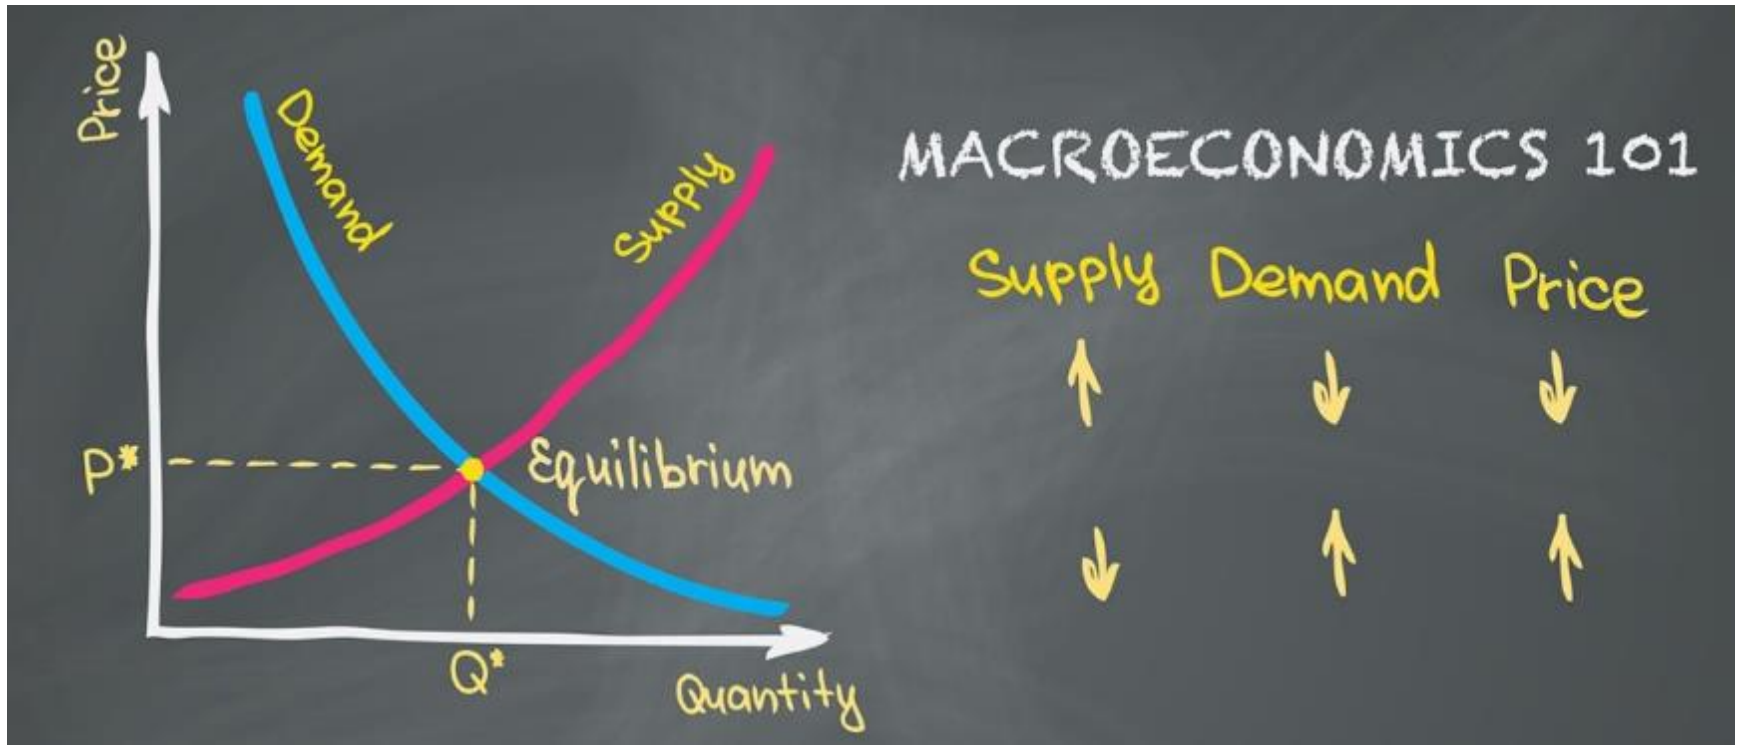 Price
Demand
Supply
P*
Equilibrium
Q*
Quantity
MACROECONOMICS 101
Supply Demand Price